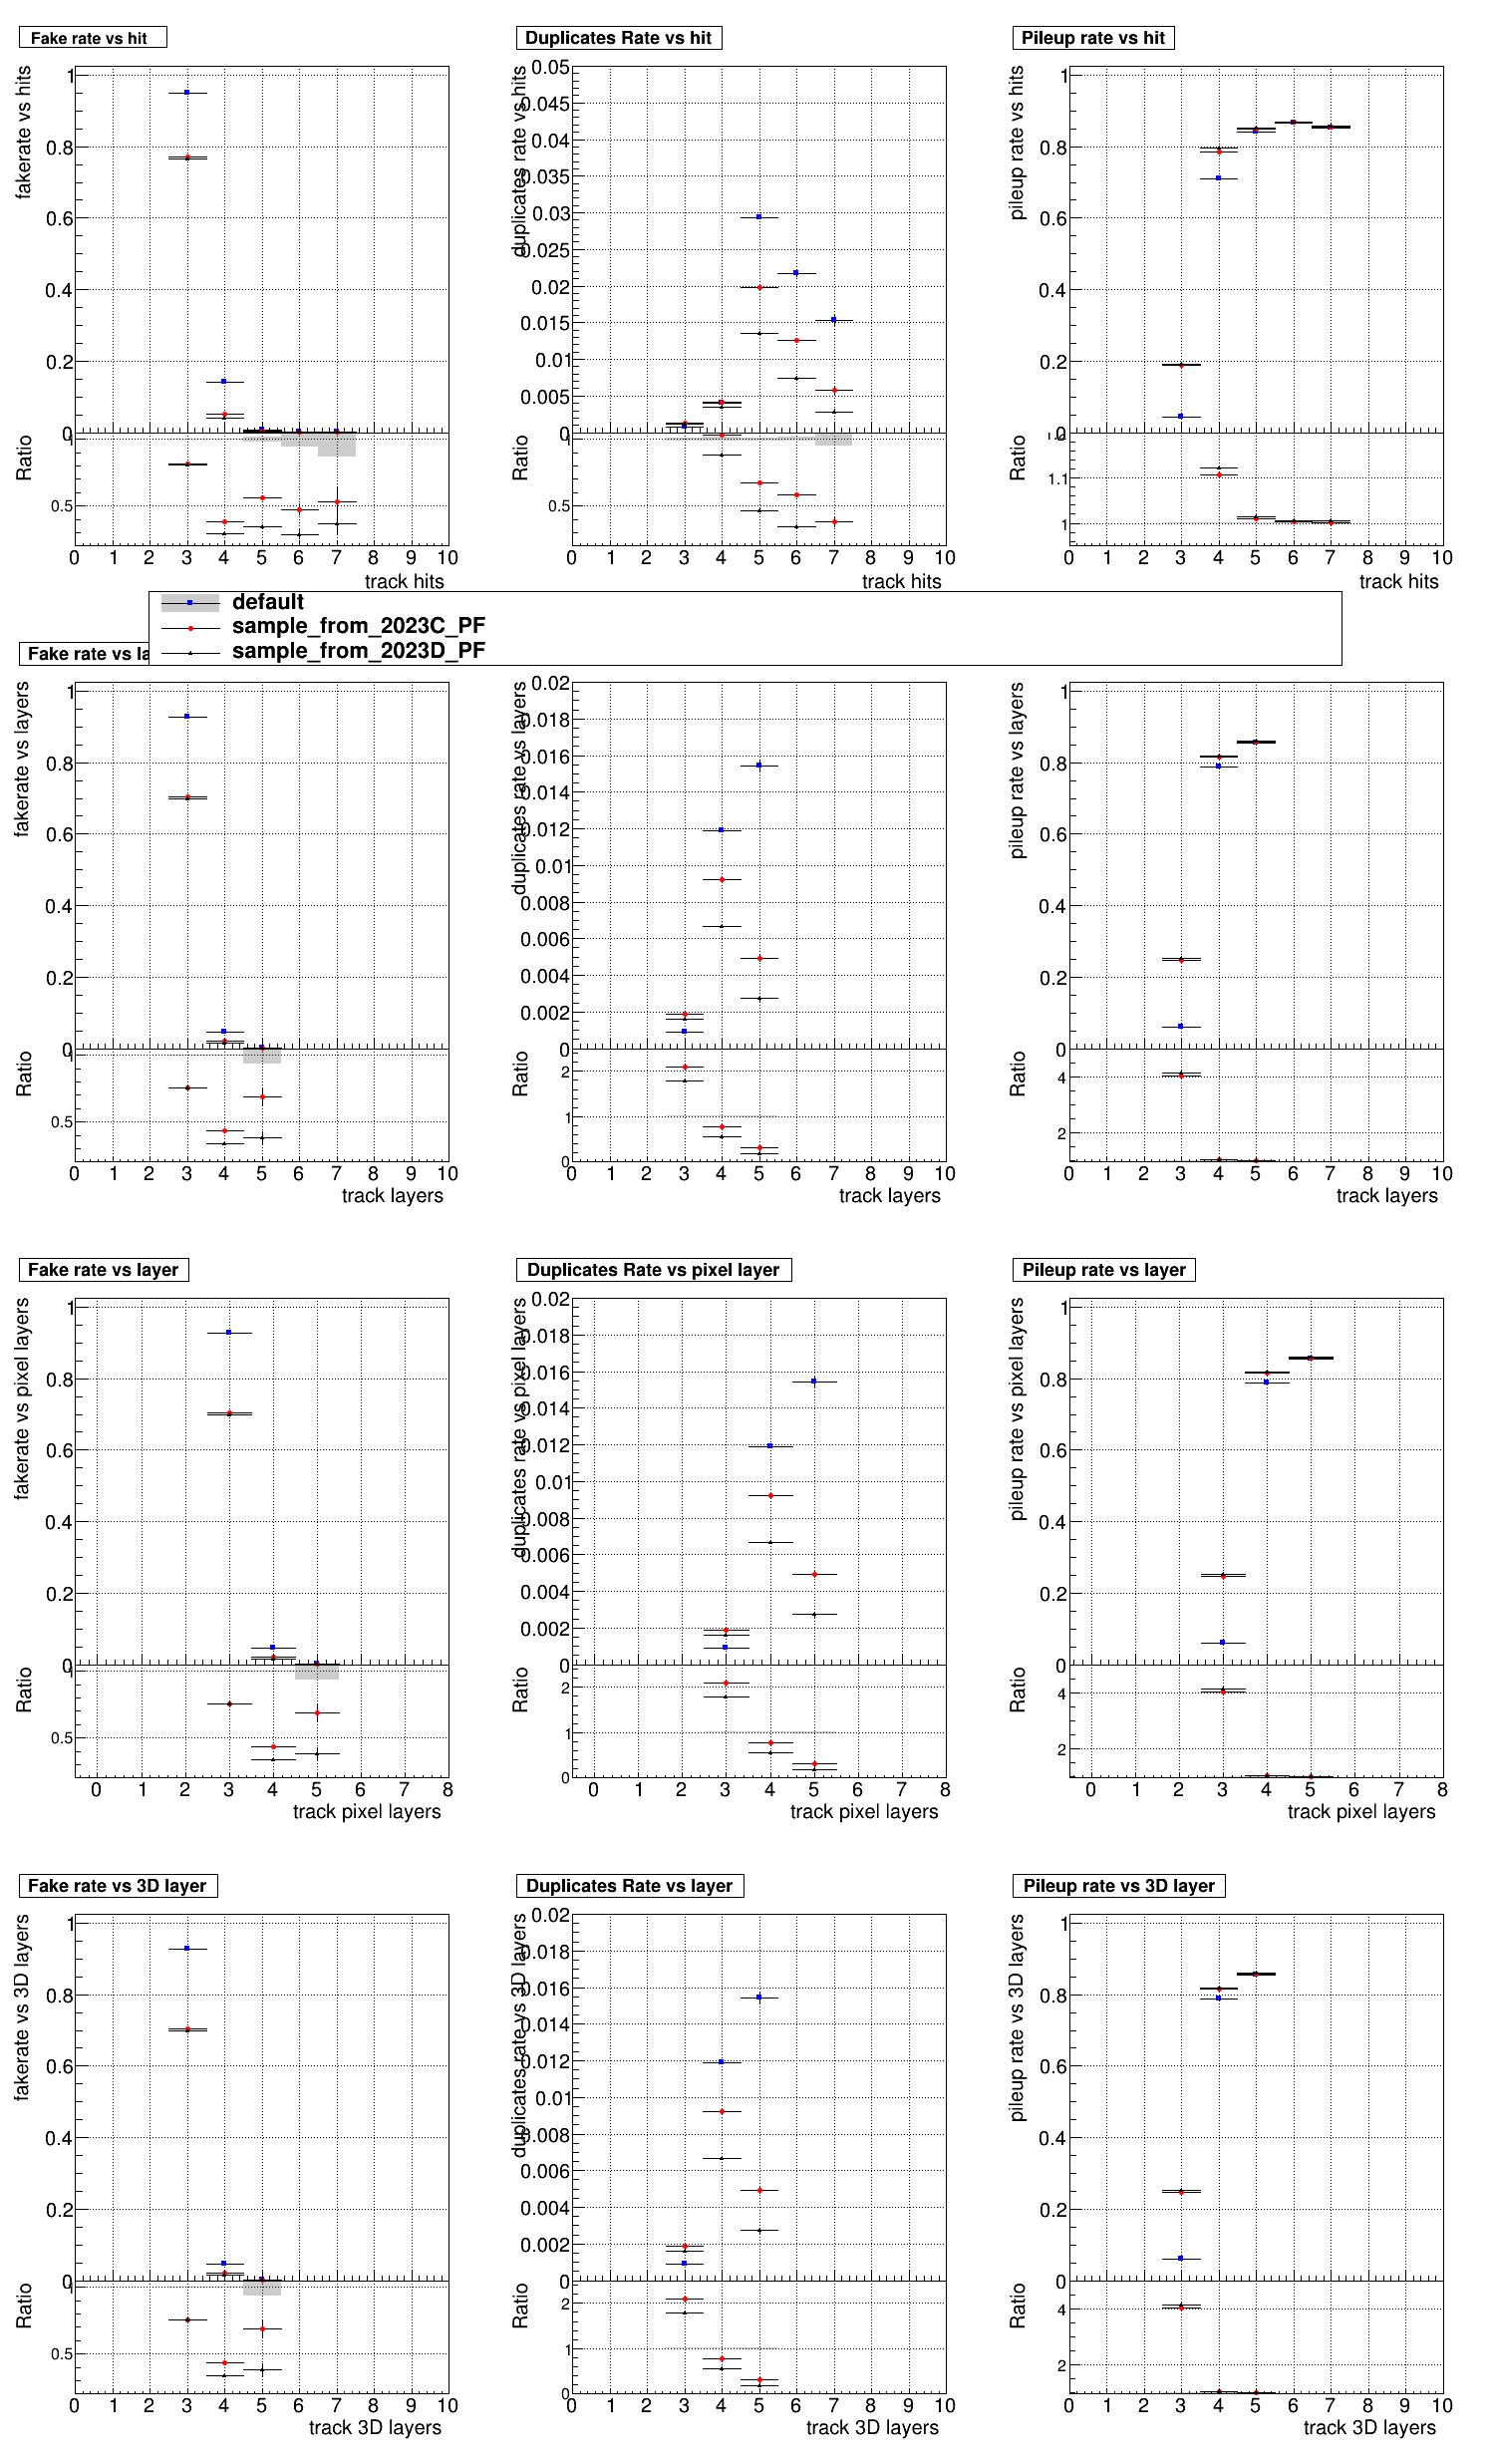 Fake rate vs hit
Duplicates Rate vs hit
Pileup rate vs hit
fakerate vs hits
1
0.8
0.6
0.4
0.2
0
Ratio
1
0.5
0 1 2 3 4 5 6 7 8 9 10
track hits
duplicates rate vs hits
0.05
0.045
0.04
0.035
0.03
0.025
0.02
0.015
0.01
0.005
0
Ratio
1
0.5
0 1 2 3 4 5 6 7 8 9 10
track hits
pileup rate vs hits
1
0.8
0.6
0.4
0.2
0
Ratio
1.1
1
0 1 2 3 4 5 6 7 8 9 10
track hits
default
sample_from_2023C_PF
sample_from_2023D_PF
Fake rate vs la
fakerate vs layers
1
0.8
0.6
0.4
0.2
0
Ratio
1
0.5
0 1 2 3 4 5 6 7 8 9 10
track layers
duplicates rate vs layers
0.02
0.018
0.016
0.014
0.012
0.01
0.008
0.006
0.004
0.002
0
Ratio
2
1
0
0 1 2 3 4 5 6 7 8 9 10
track layers
pileup rate vs layers
1
0.8
0.6
0.4
0.2
0
Ratio
4
2
0 1 2 3 4 5 6 7 8 9 10
track layers
Fake rate vs layer
Duplicates Rate vs pixel layer
Pileup rate vs layer
fakerate vs pixel layers
1
0.8
0.6
0.4
0.2
0
Ratio
1
0.5
0 1 2 3 4 5 6 7 8
track pixel layers
duplicates rate vs pixel layers
0.02
0.018
0.016
0.014
0.012
0.01
0.008
0.006
0.004
0.002
0
Ratio
2
1
0
0 1 2 3 4 5 6 7 8
track pixel layers
pileup rate vs pixel layers
1
0.8
0.6
0.4
0.2
0
Ratio
4
2
0 1 2 3 4 5 6 7 8
track pixel layers
Fake rate vs 3D layer
Duplicates Rate vs layer
Pileup rate vs 3D layer
fakerate vs 3D layers
1
0.8
0.6
0.4
0.2
0
Ratio
1
0.5
0 1 2 3 4 5 6 7 8 9 10
track 3D layers
duplicates rate vs 3D layers
0.02
0.018
0.016
0.014
0.012
0.01
0.008
0.006
0.004
0.002
0
Ratio
2
1
0
0 1 2 3 4 5 6 7 8 9 10
track 3D layers
pileup rate vs 3D layers
1
0.8
0.6
0.4
0.2
0
Ratio
4
2
0 1 2 3 4 5 6 7 8 9 10
track 3D layers